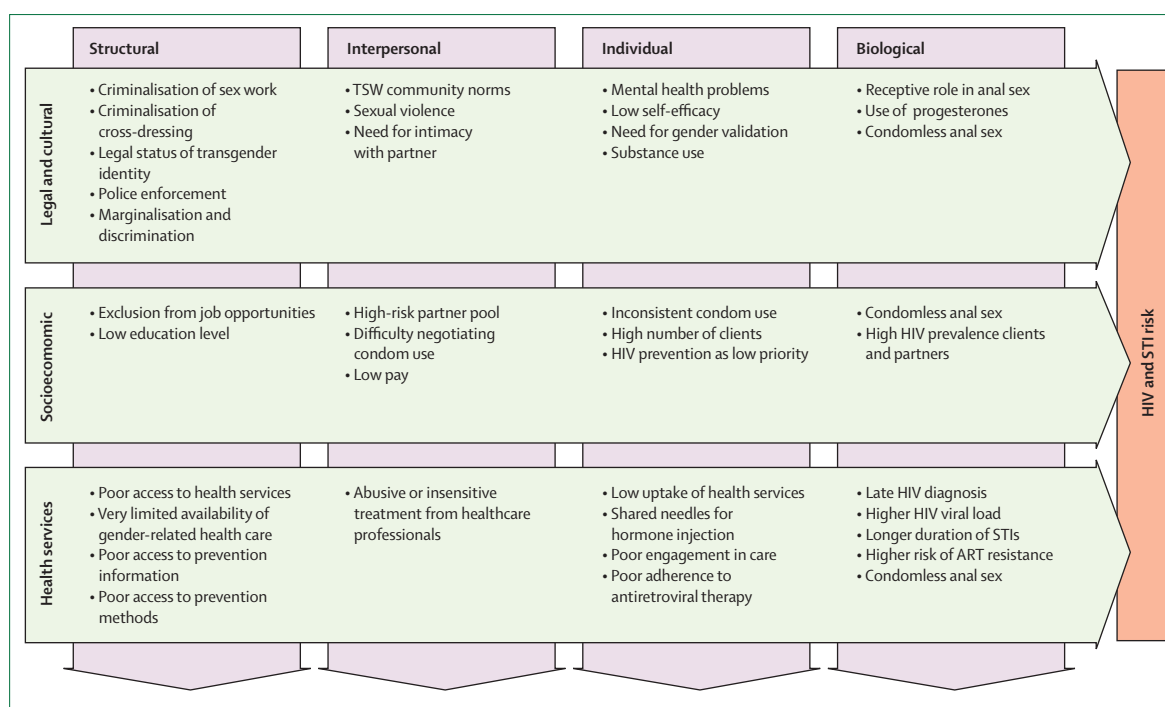 Structural
Interpersonal
Individual
Biological
Legal and cultural
• Criminalisation of sex work
• Criminalisation of
cross-dressing
• Legal status of transgender
identity
• Police enforcement
• Marginalisation and
discrimination
• TSW community norms
• Sexual violence
• Need for intimacy
with partner
• Mental health problems
• Low self-efficacy
• Need for gender validation
• Substance use
• Receptive role in anal sex
• Use of progesterones
• Condomless anal sex
Socioecomomic
• Exclusion from job opportunities
• Low education level
• High-risk partner pool
• Difficulty negotiating
condom use
• Low pay
• Inconsistent condom use
• High number of clients
• HIV prevention as low priority
• Condomless anal sex
• High HIV prevalence clients
and partners
Health services
• Poor access to health services
• Very limited availability of
gender-related health care
• Poor access to prevention
information
• Poor access to prevention
methods
• Abusive or insensitive
treatment from healthcare
professionals
• Low uptake of health services
• Shared needles for
hormone injection
• Poor engagement in care
• Poor adherence to
antiretroviral therapy
• Late HIV diagnosis
• Higher HIV viral load
• Longer duration of STIs
• Higher risk of ART resistance
• Condomless anal sex
HIV and STI risk